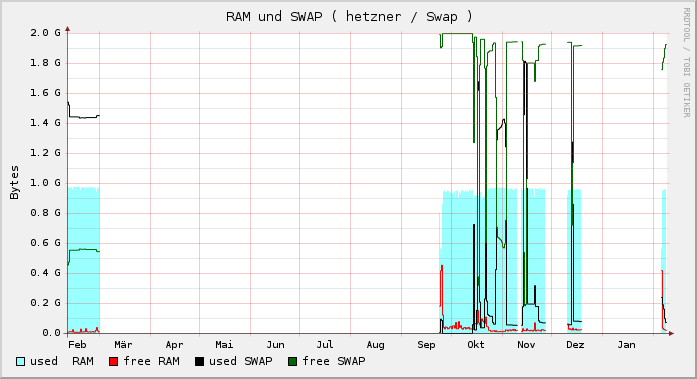 RAM und SWAP ( hetzner / Swap )
RRDTOOL / TOBI OETIKER
Bytes
2.0 G
1.8 G
1.6 G
1.4 G
1.2 G
1.0 G
0.8 G
0.6 G
0.4 G
0.2 G
0.0
Feb Mär Apr Mai Jun Jul Aug Sep Okt Nov Dez Jan
used RAM free RAM used SWAP free SWAP